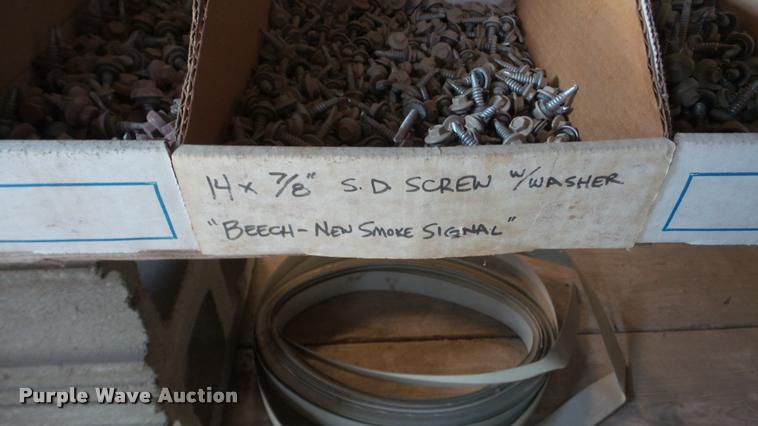 14 x 7/8" S.D. SCREW W/WASHER
"BEECH-NEW SMOKE SIGNAL"
Purple Wave Auction